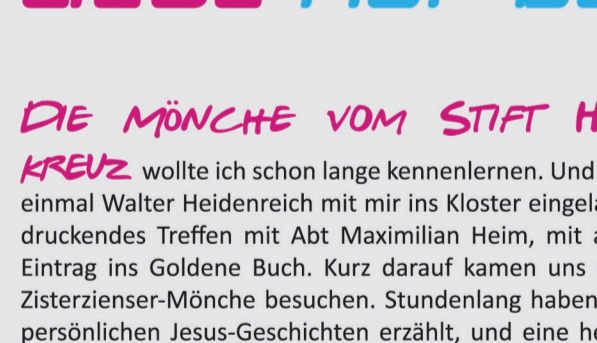 DIE MÖNCHE VOM STIFT
KREUZ wollte ich schon lange kennenlernen. Und
einmal Walter Heidenreich mit mir ins Kloster
druckendes Treffen mit Abt Maximilian Heim, mit
Eintrag ins Goldene Buch. Kurz darauf kamen uns
Zisterzienser-Mönche besuchen. Stundenlang haben
persönlichen Jesus-Geschichten erzählt, und eine